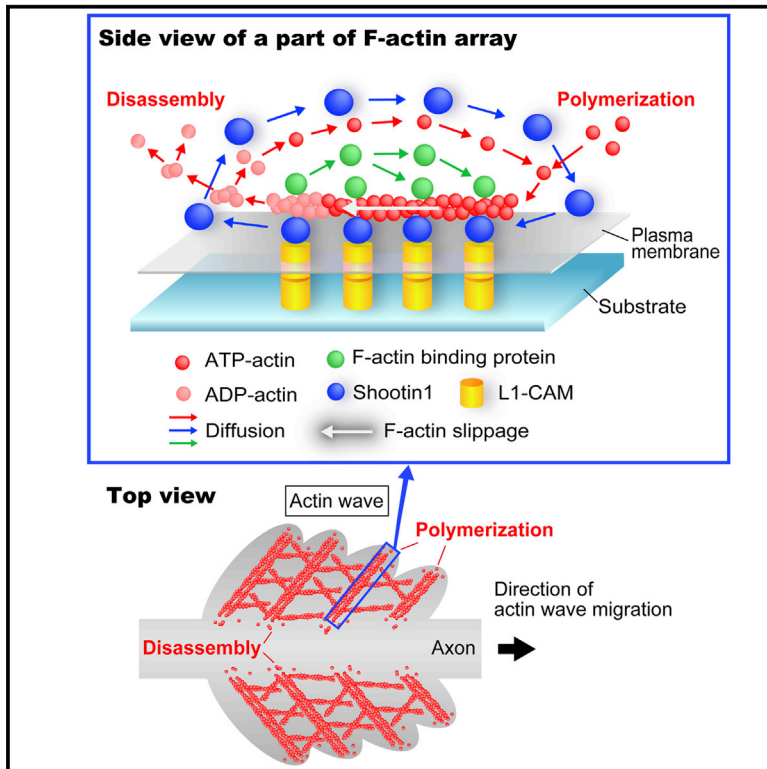 Side view of a part of F-actin array
Disassembly
Polymerization
Plasma
membrane
Substrate
ATP-actin
F-actin binding protein
ADP-actin
Shootin1
L1-CAM
Diffusion
F-actin slippage
Top view
Actin wave
Polymerization
Direction of
actin wave migration
Disassembly
Axon